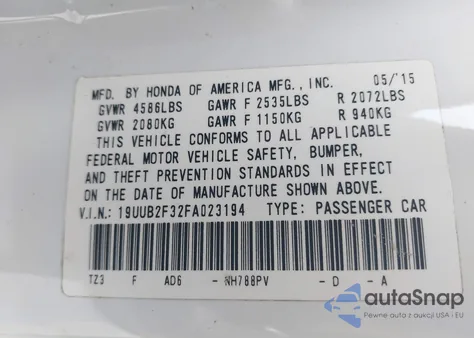 MFD. BY HONDA OF AMERICA MFG., INC. 05/'15
GVWR 4586LBS GAWR F 2535LBS R 2072LBS
GVWR 2080KG GAWR F 1150KG R 940KG
THIS VEHICLE CONFORMS TO ALL APPLICABLE
FEDERAL MOTOR VEHICLE SAFETY, BUMPER,
AND THEFT PREVENTION STANDARDS IN EFFECT
ON THE DATE OF MANUFACTURE SHOWN ABOVE.
V.I.N.: 19UUB2F32FA023194 TYPE: PASSENGER CAR
TZ3 F AD6 - NH788PV - D - A
autoSnap
Pewne auta z aukcji USA i EU